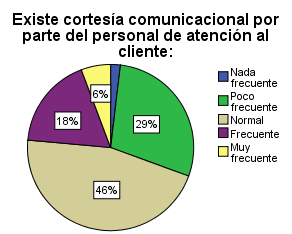 Existe cortesía comunicacional por
parte del personal de atención al
cliente:
Nada
frecuente
Poco
frecuente
Normal
Frecuente
Muy
frecuente
6%
29%
18%
46%